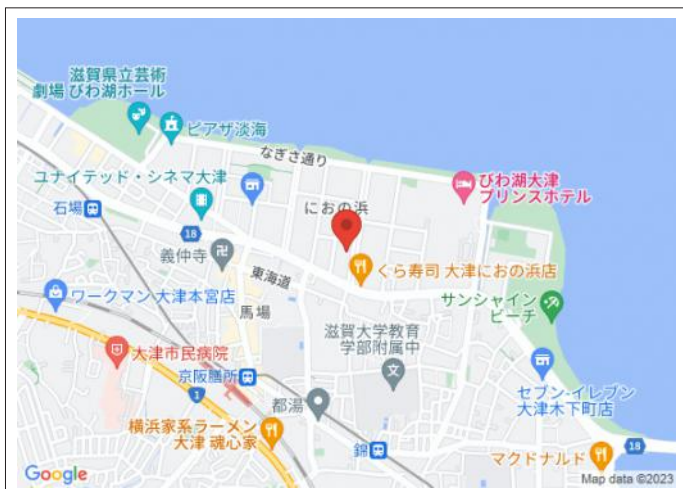 滋賀県立芸術
劇場 びわ湖ホール
ピアザ淡海
なぎさ通り
ユナイテッド・シネマ大津
びわ湖大津
プリンスホテル
におの浜
石場
18
義仲寺
くら寿司 大津におの浜店
東海道
ワークマン 大津本宮店
馬場
サンシャイン
ビーチ
滋賀大学教育
学部附属中
大津市民病院
京阪膳所
1
セブン-イレブン
大津木下町店
都湯
横浜家系ラーメン
大津 魂心家
錦
マクドナルド
18
Google
Map data ©2023